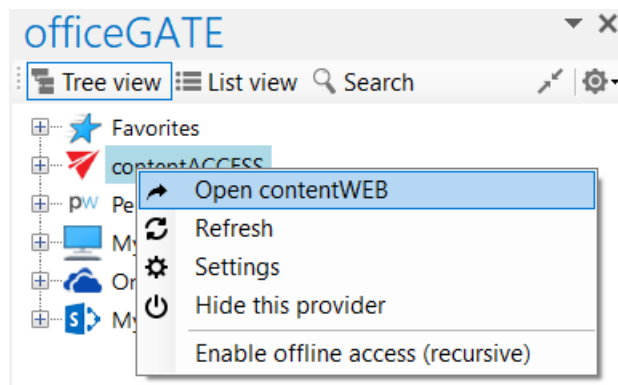 officeGATE
Tree view List view Search
Favorites
contentACCESS
Open contentWEB
Refresh
Settings
Hide this provider
Enable offline access (recursive)